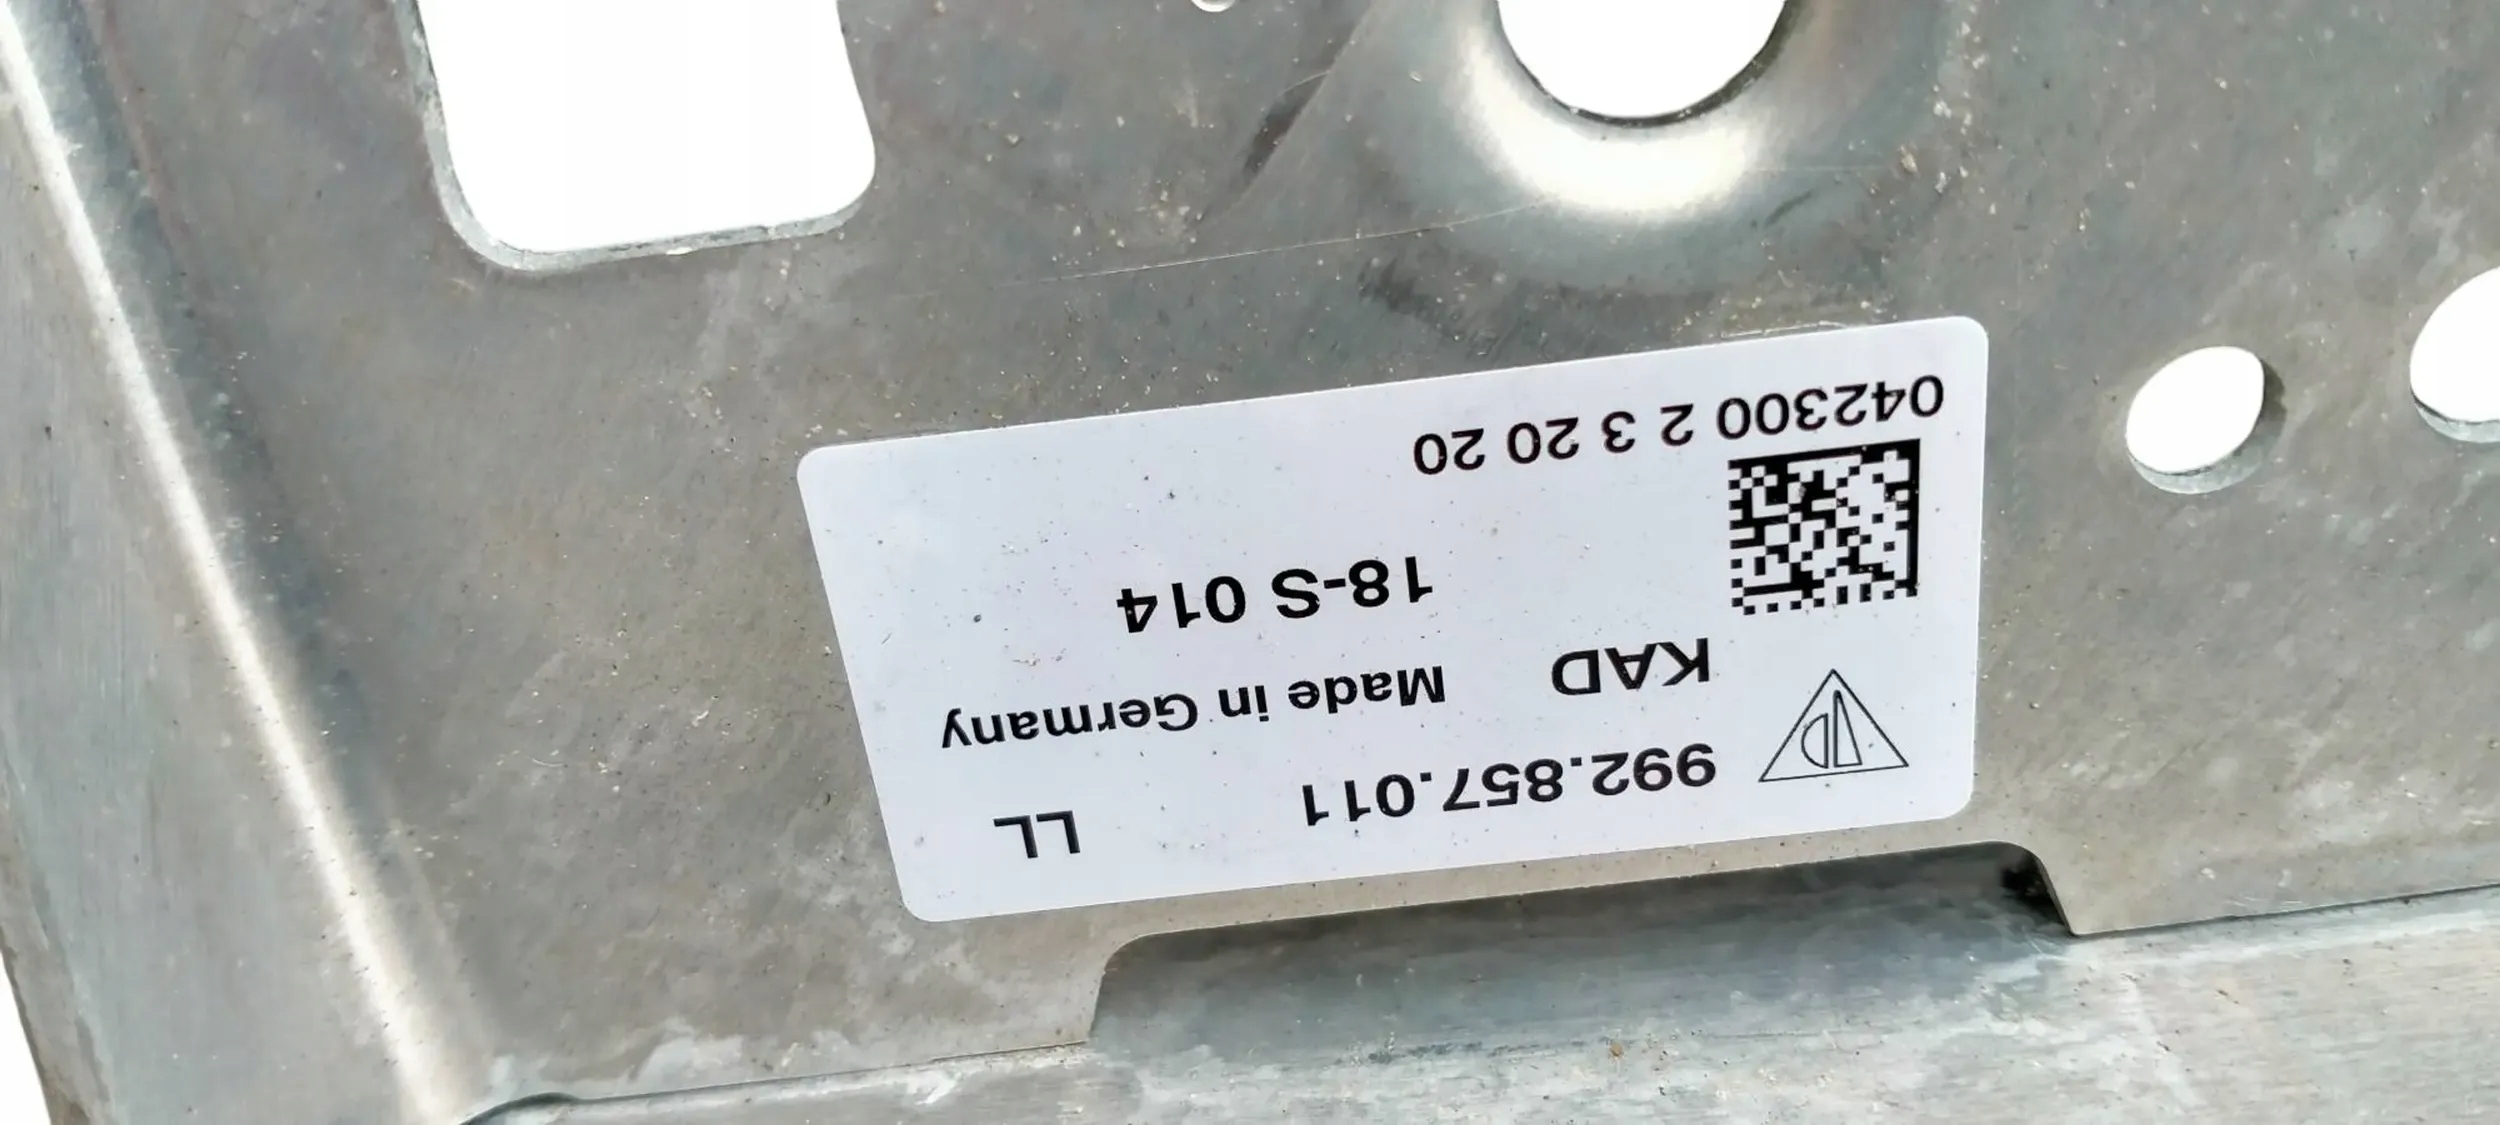 992.857.011 LL
KAD Made in Germany
18-S 014
042300 2 3 20 20